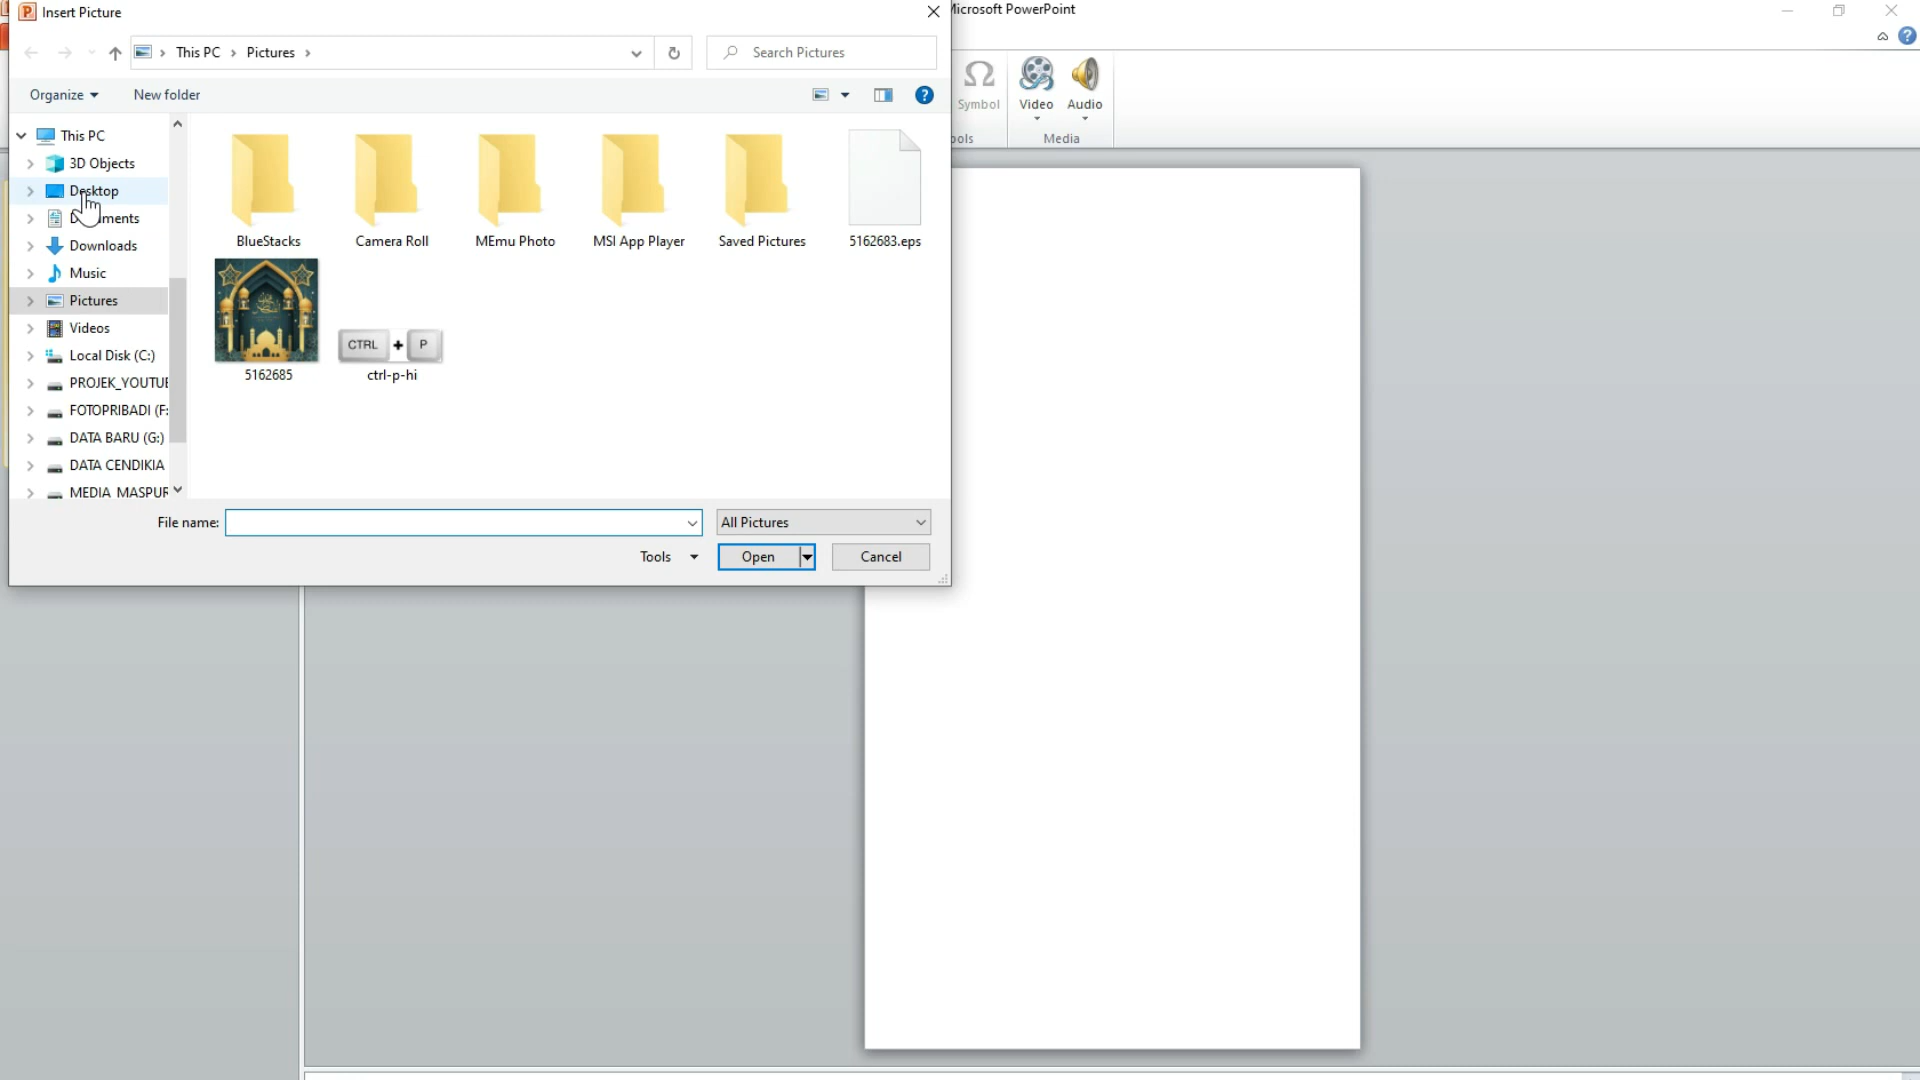 Insert Picture
Microsoft PowerPoint
This PC
Pictures
Search Pictures
Organize
New folder
Symbol
Video
Audio
Media
This PC
3D Objects
Desktop
Downloads
Music
Pictures
Videos
Local Disk (C:)
PROJEK_YOUTU
FOTOPRIBADI (F:
DATA BARU (G:)
DATA CENDIKIA
MEDIA MASPUR
BlueStacks
Camera Roll
MEmu Photo
MSI App Player
Saved Pictures
5162683.eps
CTRL + P
5162685
ctrl-p-hi
File name:
All Pictures
Tools
Open
Cancel